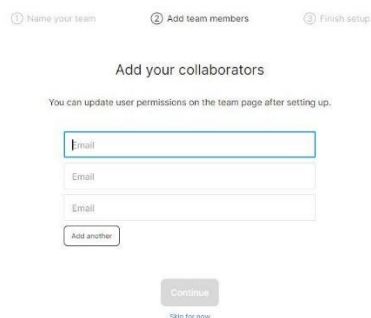 1 Name your team 2 Add team members 3 Finish setup
Add your collaborators
You can update user permissions on the team page after setting up.
Email
Email
Email
Add another
Continue
Skip for now